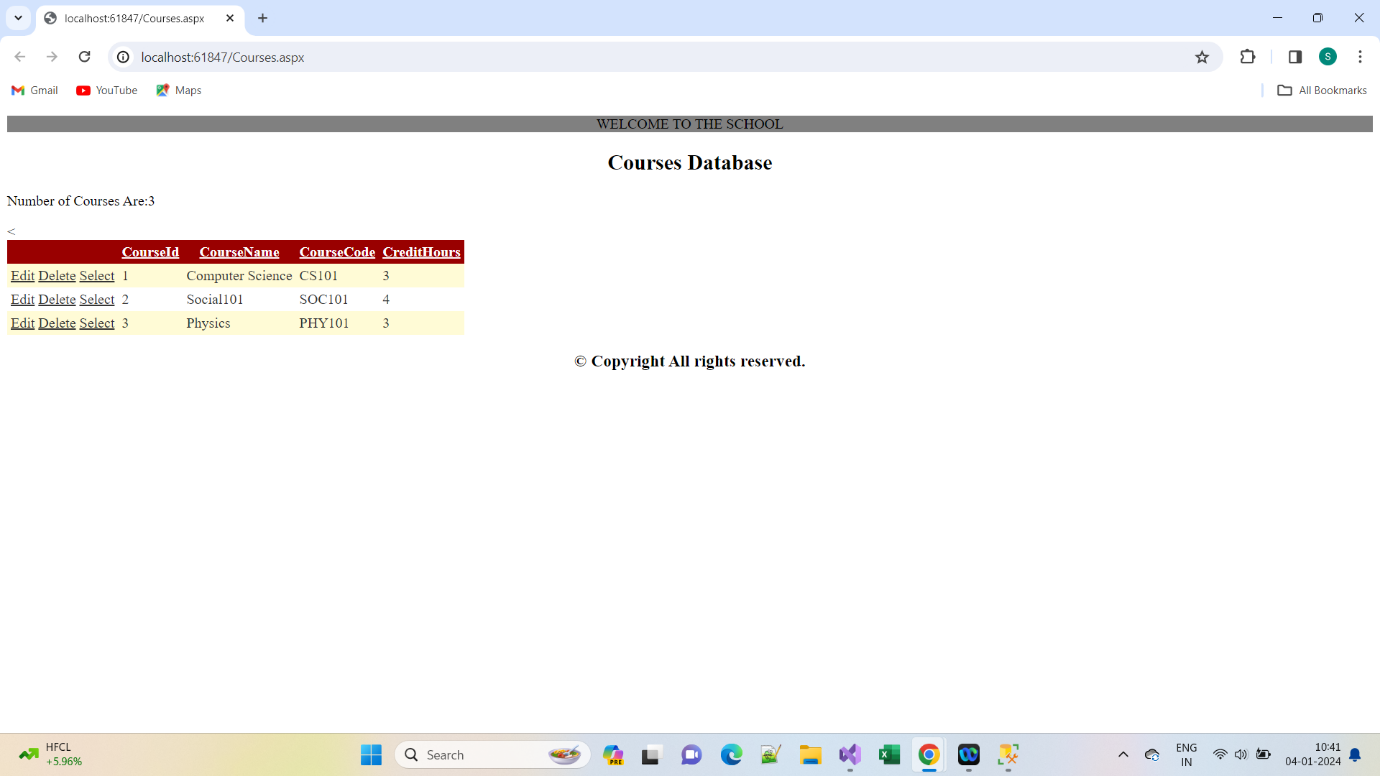 localhost:61847/Courses.aspx
localhost:61847/Courses.aspx
S
Gmail YouTube Maps All Bookmarks
WELCOME TO THE SCHOOL
Courses Database
Number of Courses Are:3
<
CourseId CourseName CourseCode CreditHours
Edit Delete Select 1 Computer Science CS101 3
Edit Delete Select 2 Social101 SOC101 4
Edit Delete Select 3 Physics PHY101 3
© Copyright All rights reserved.
HFCL
+5.96%
Search
PRE
ENG
IN
10:41
04-01-2024